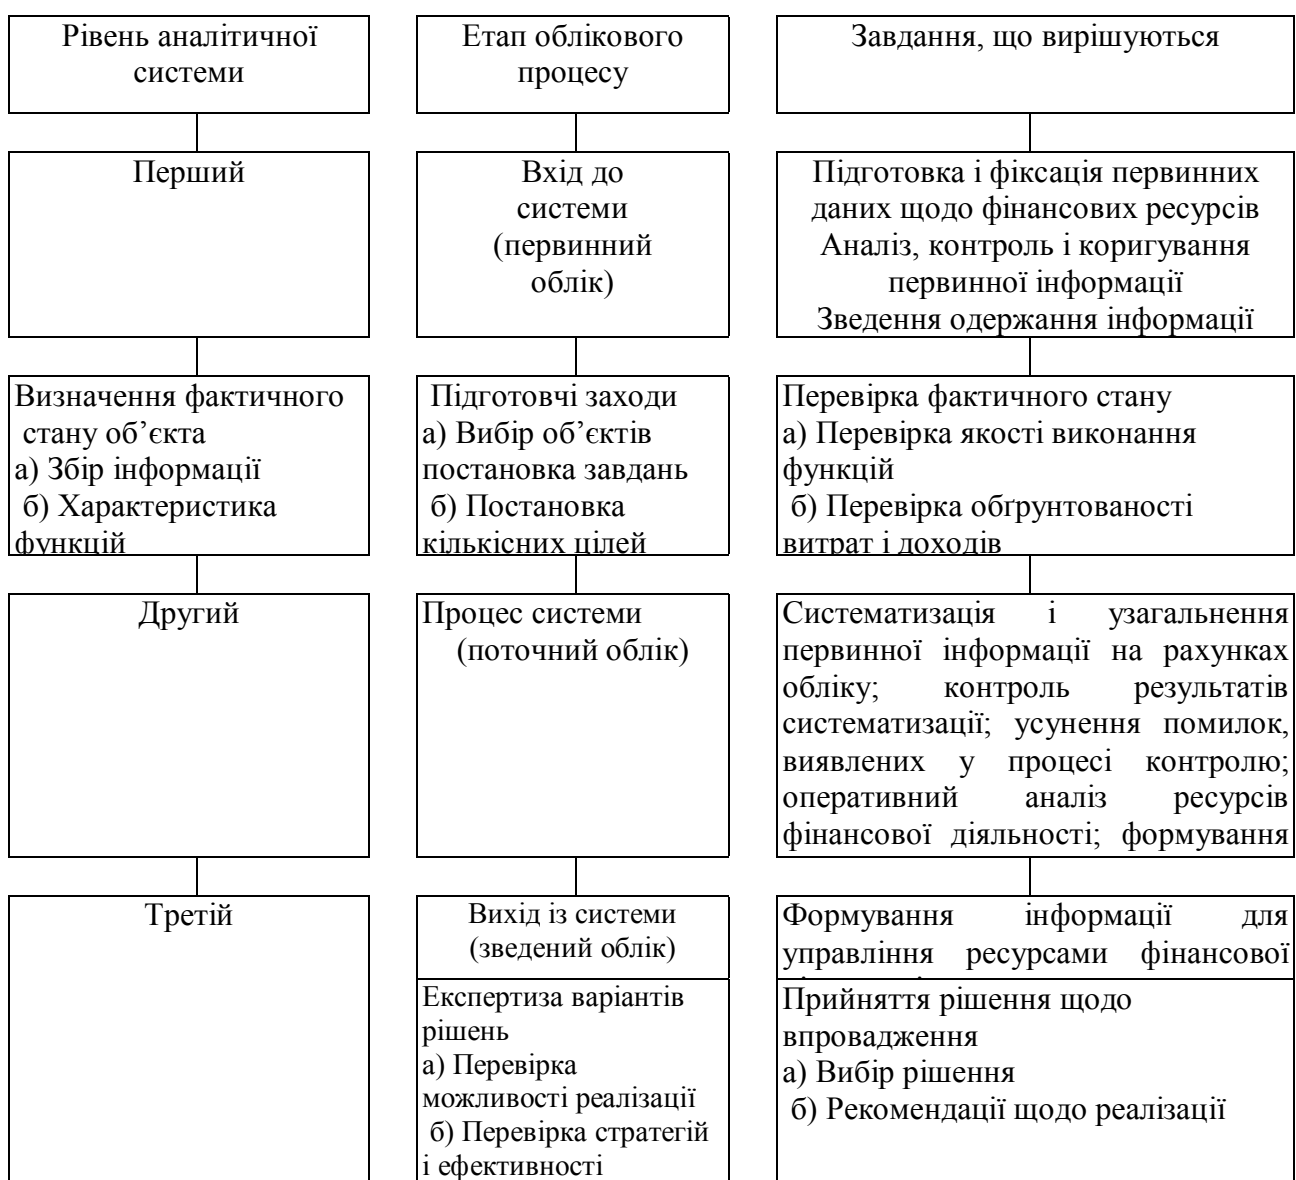 Рівень аналітичної
системи
Етап облікового
процесу
Завдання, що вирішуються
Перший
Вхід до
системи
(первинний
облік)
Підготовка і фіксація первинних
даних щодо фінансових ресурсів
Аналіз, контроль і коригування
первинної інформації
Зведення одержання інформації
Визначення фактичного
стану об’єкта
а) Збір інформації
б) Характеристика
функцій
Підготовчі заходи
а) Вибір об’єктів
постановка завдань
б) Постановка
кількісних цілей
Перевірка фактичного стану
а) Перевірка якості виконання
функцій
б) Перевірка обґрунтованості
витрат і доходів
Другий
Процес системи
(поточний облік)
Систематизація і узагальнення
первинної інформації на рахунках
обліку; контроль результатів
систематизації; усунення помилок,
виявлених у процесі контролю;
оперативний аналіз ресурсів
фінансової діяльності; формування
Третій
Вихід із системи
(зведений облік)
Експертиза варіантів
рішень
а) Перевірка
можливості реалізації
б) Перевірка стратегій
і ефективності
Формування інформації для
управління ресурсами фінансової
Прийняття рішення щодо
впровадження
а) Вибір рішення
б) Рекомендації щодо реалізації